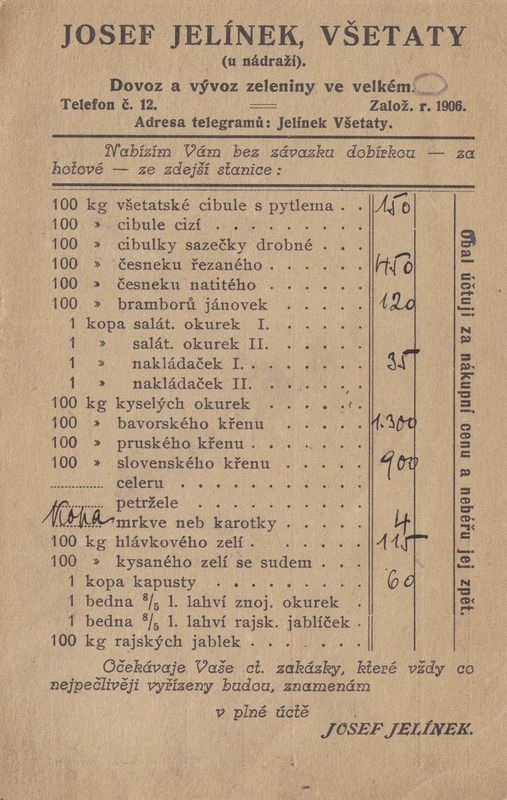 JOSEF JELÍNEK, VŠETATY
(u nádraží).
Dovoz a vývoz zeleniny ve velkém.
Telefon č. 12. Založ. r. 1906.
Adresa telegramů: Jelínek Všetaty.
Nabízím Vám bez závazku dobírkou — za
hotové — ze zdejší stanice:
100 kg všetatské cibule s pytlema . . 150
100 » cibule cizí . . . . . . . . .
100 » cibulky sazečky drobné . . .
100 » česneku řezaného . . . . . . 450
100 » česneku natitého . . . . . .
100 » bramborů jánovek . . . . . 120
1 kopa salát. okurek I. . . . . .
1 » salát. okurek II. . . . . .
1 » nakládaček I. . . . . . . 35
1 » nakládaček II. . . . . .
100 kg kyselých okurek . . . . . .
100 » bavorského křenu . . . . . 1.300
100 » pruského křenu . . . . . .
100 » slovenského křenu . . . . . 900
............ celeru . . . . . . . . . .
............ petržele . . . . . . . . .
Kopa mrkve neb karotky . . . . . 4
100 kg hlávkového zelí . . . . . . . 115
100 » kysaného zelí se sudem . . .
1 kopa kapusty . . . . . . . . 60
1 bedna ⁸/₅ l. lahví znoj. okurek .
1 bedna ⁸/₅ l. lahví rajsk. jablíček .
100 kg rajských jablek . . . . . . .
Obal účtuji za nákupní cenu a neběřu jej zpět.
Očekávaje Vaše ct. zakázky, které vždy co
nejpečlivěji vyřízeny budou, znamenám
v plné úctě
JOSEF JELÍNEK.